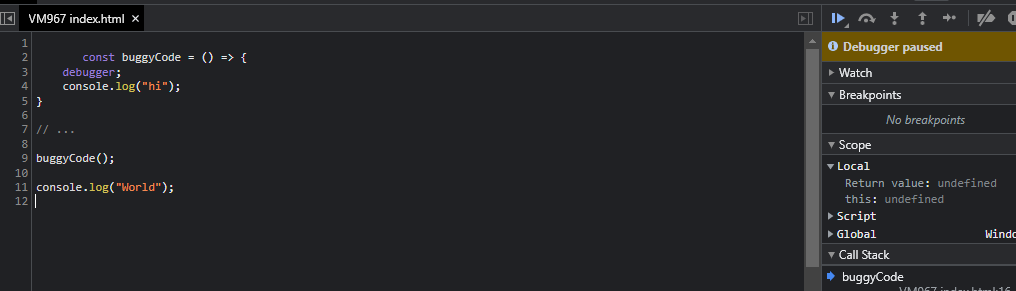 VM967 index.html ×
1
2 const buggyCode = () => {
3 debugger;
4 console.log("hi");
5 }
6
7 // ...
8
9 buggyCode();
10
11 console.log("World");
12
Debugger paused
Watch
Breakpoints
No breakpoints
Scope
Local
Return value: undefined
this: undefined
Script
Global Windo
Call Stack
buggyCode
VM967 index.html:16